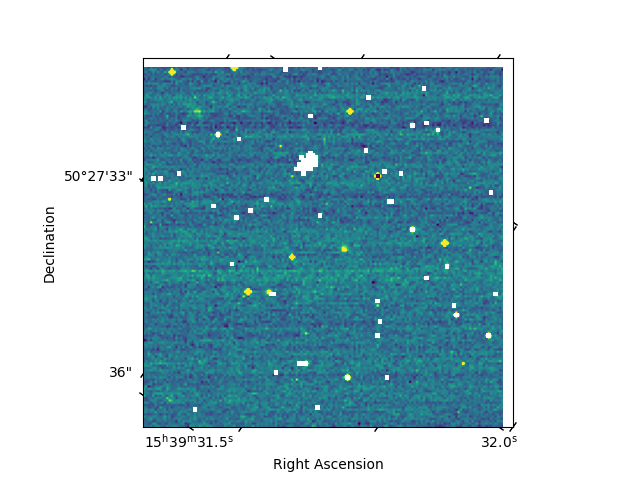 Declination
50°27'33"
36"
15ʰ39ᵐ31.5ˢ
32.0ˢ
Right Ascension